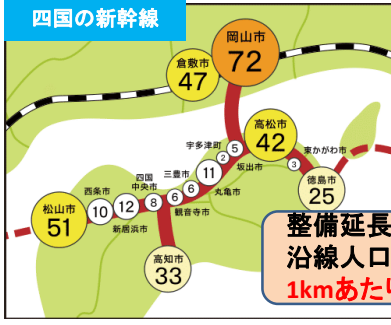 四国の新幹線
岡山市
72
倉敷市
47
高松市
42
宇多津町
2
5
坂出
東かがわ市
3
徳島市
25
三豊市
6
11
丸亀市
四国
中央市
8
6
観音寺市
西条市
10
12
新居浜市
松山市
51
高知市
33
整備延長
沿線人口
1kmあたり